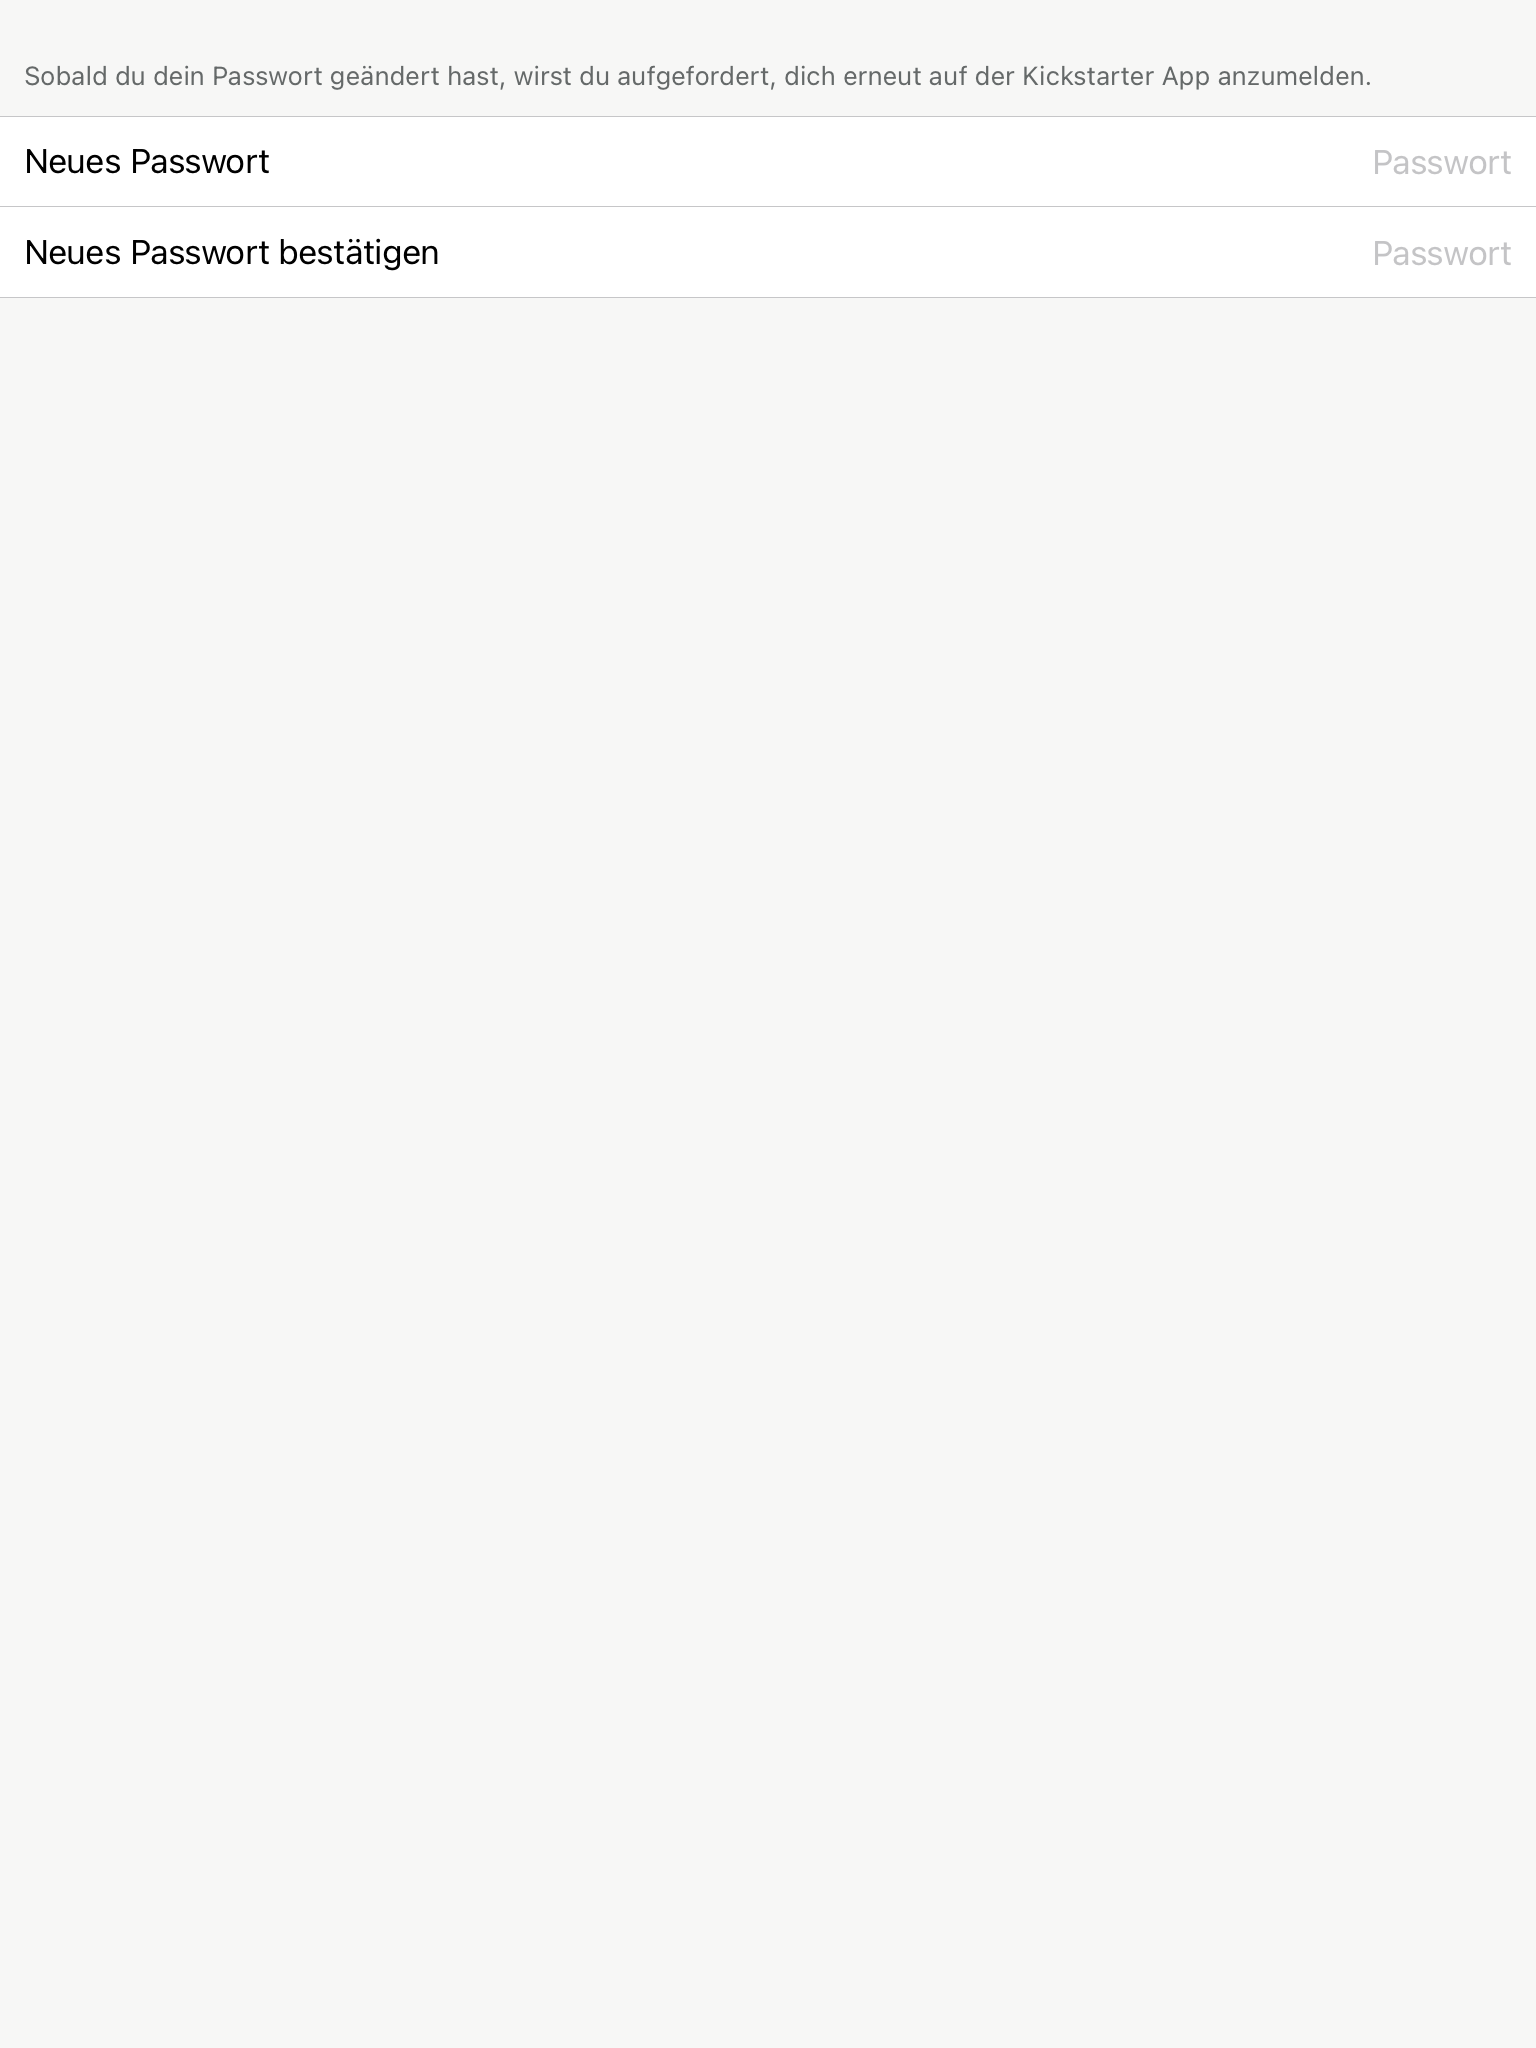 Sobald du dein Passwort geändert hast, wirst du aufgefordert, dich erneut auf der Kickstarter App anzumelden.
Neues Passwort Passwort
Neues Passwort bestätigen Passwort